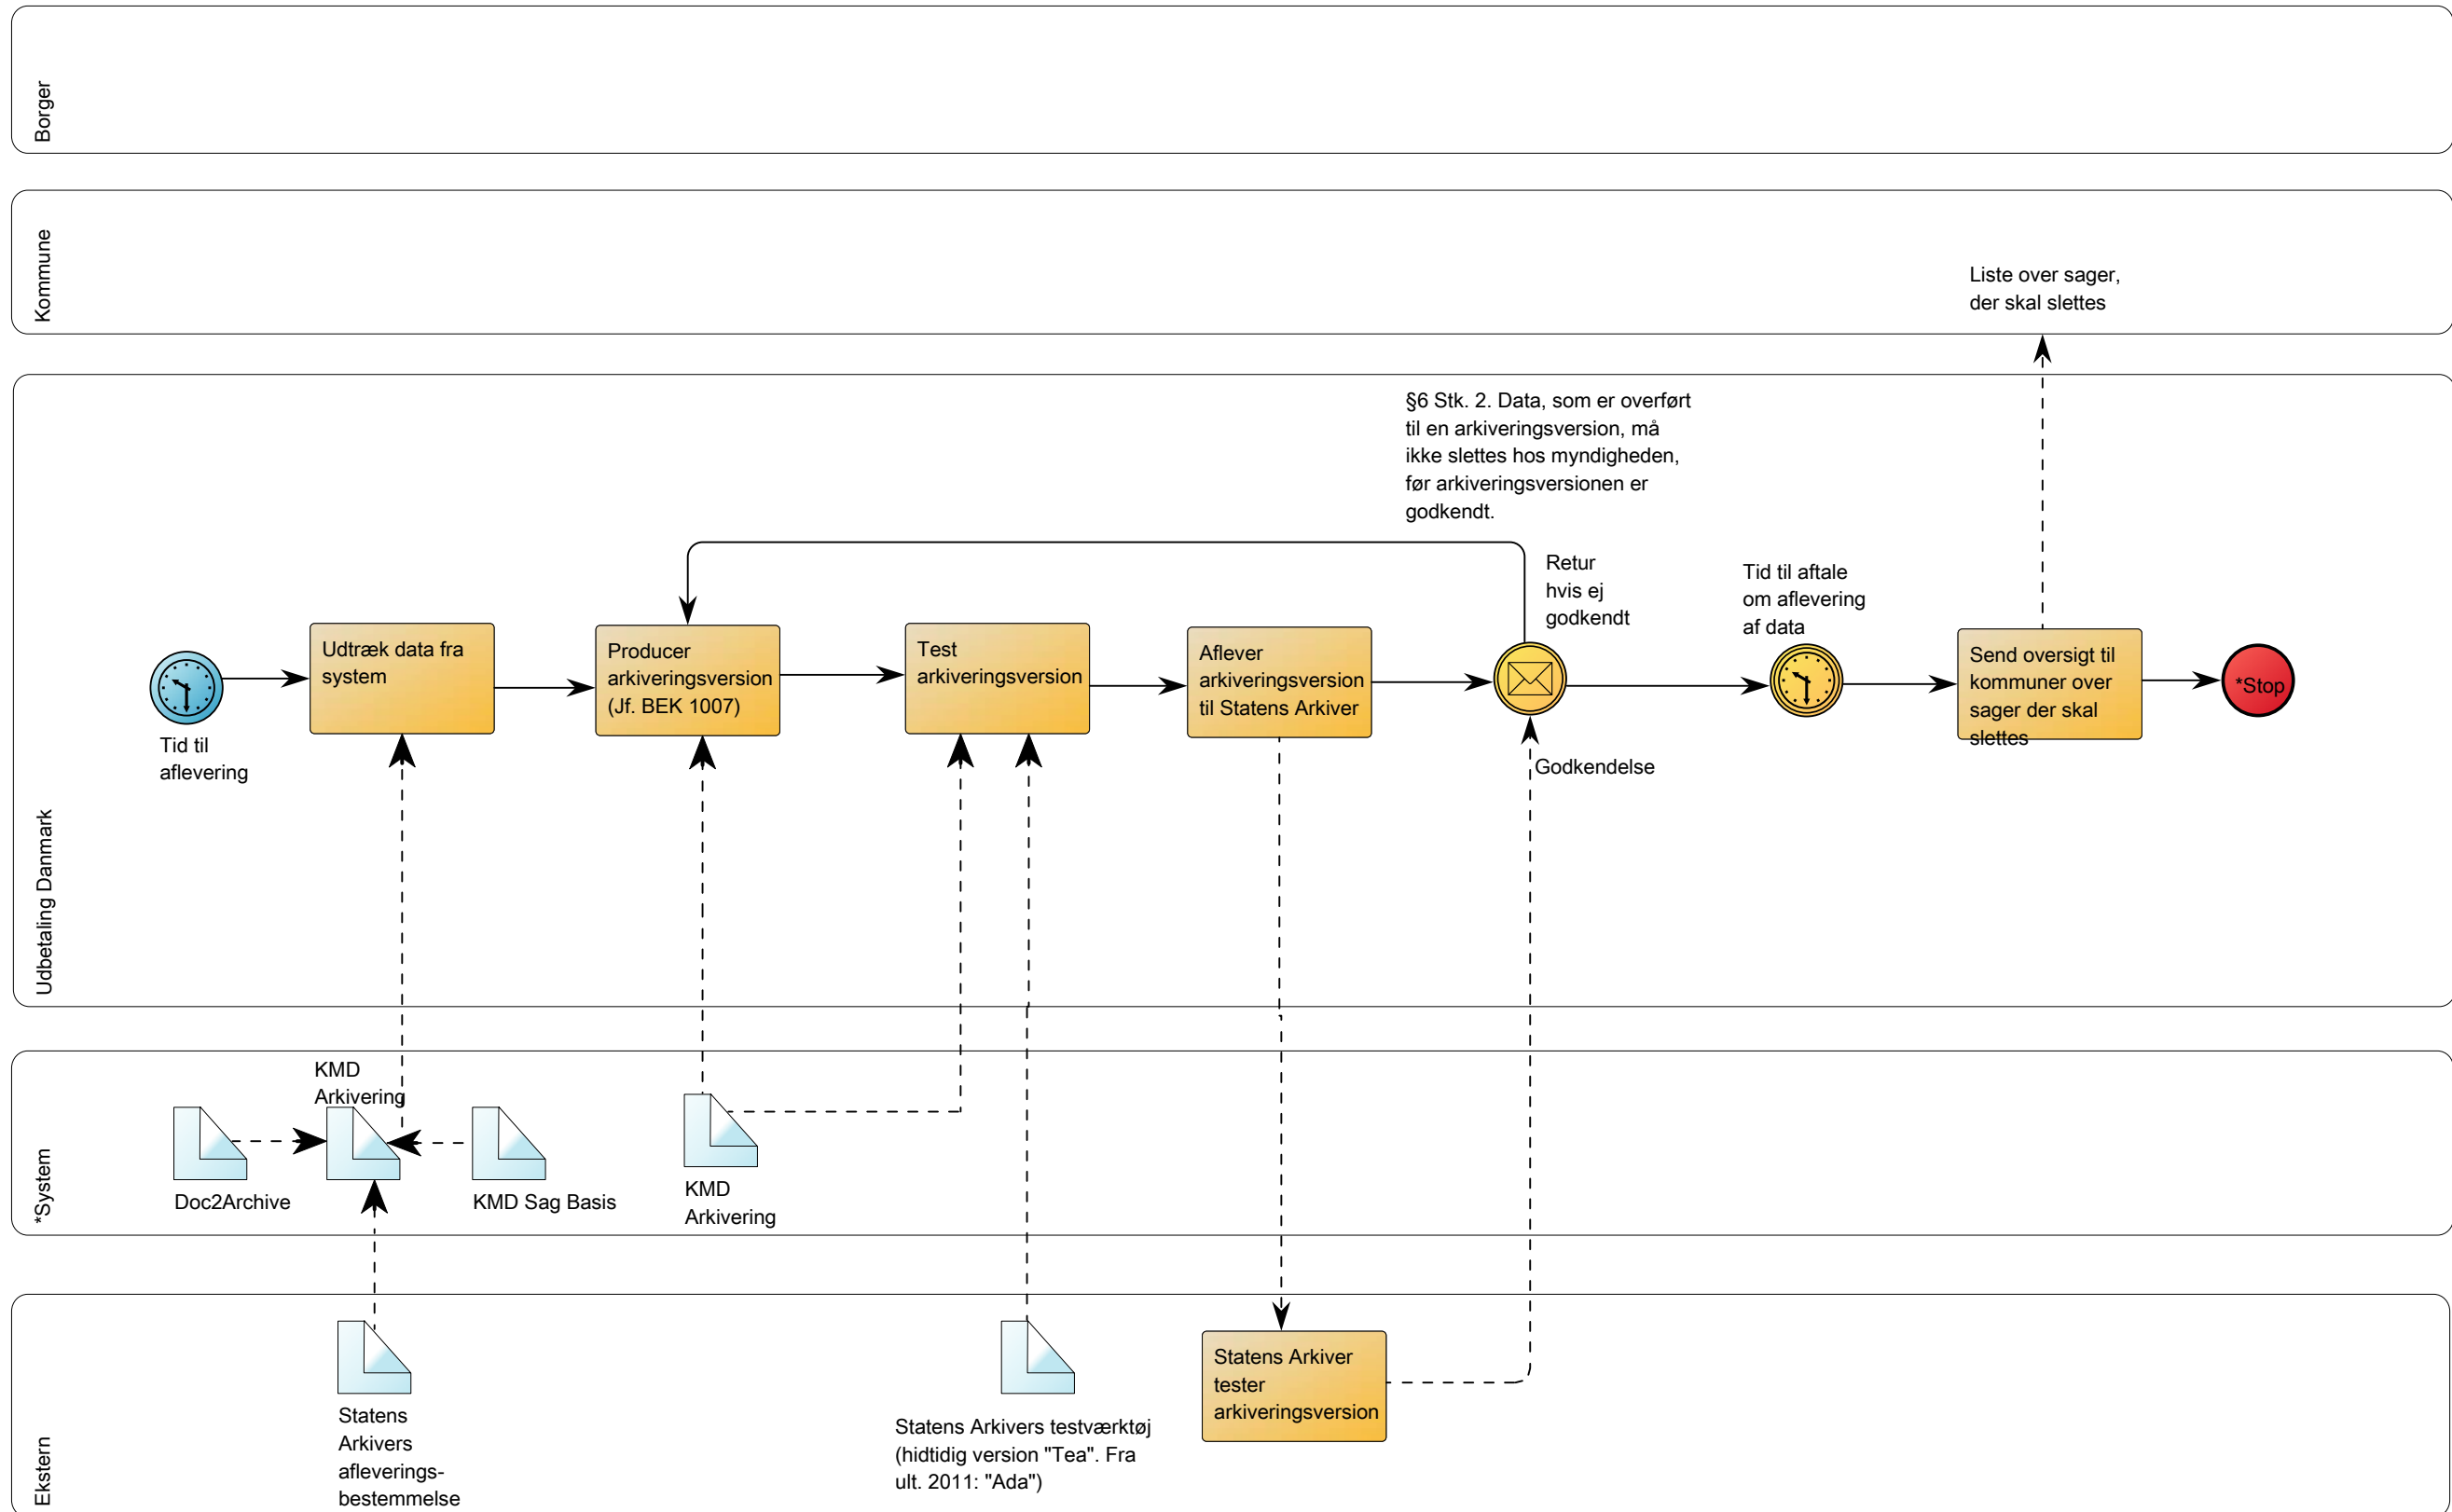 Borger
Kommune
Liste over sager,
der skal slettes
Udbetaling Danmark
§6 Stk. 2. Data, som er overført
til en arkiveringsversion, må
ikke slettes hos myndigheden,
før arkiveringsversionen er
godkendt.
Retur
hvis ej
godkendt
Tid til aftale
om aflevering
af data
Tid til
aflevering
Udtræk data fra
system
Producer
arkiveringsversion
(Jf. BEK 1007)
Test
arkiveringsversion
Aflever
arkiveringsversion
til Statens Arkiver
Godkendelse
Send oversigt til
kommuner over
sager der skal
slettes
*Stop
*System
KMD
Arkivering
Doc2Archive
KMD Sag Basis
KMD
Arkivering
Ekstern
Statens
Arkivers
afleverings-
bestemmelse
Statens Arkivers testværktøj
(hidtidig version "Tea". Fra
ult. 2011: "Ada")
Statens Arkiver
tester
arkiveringsversion